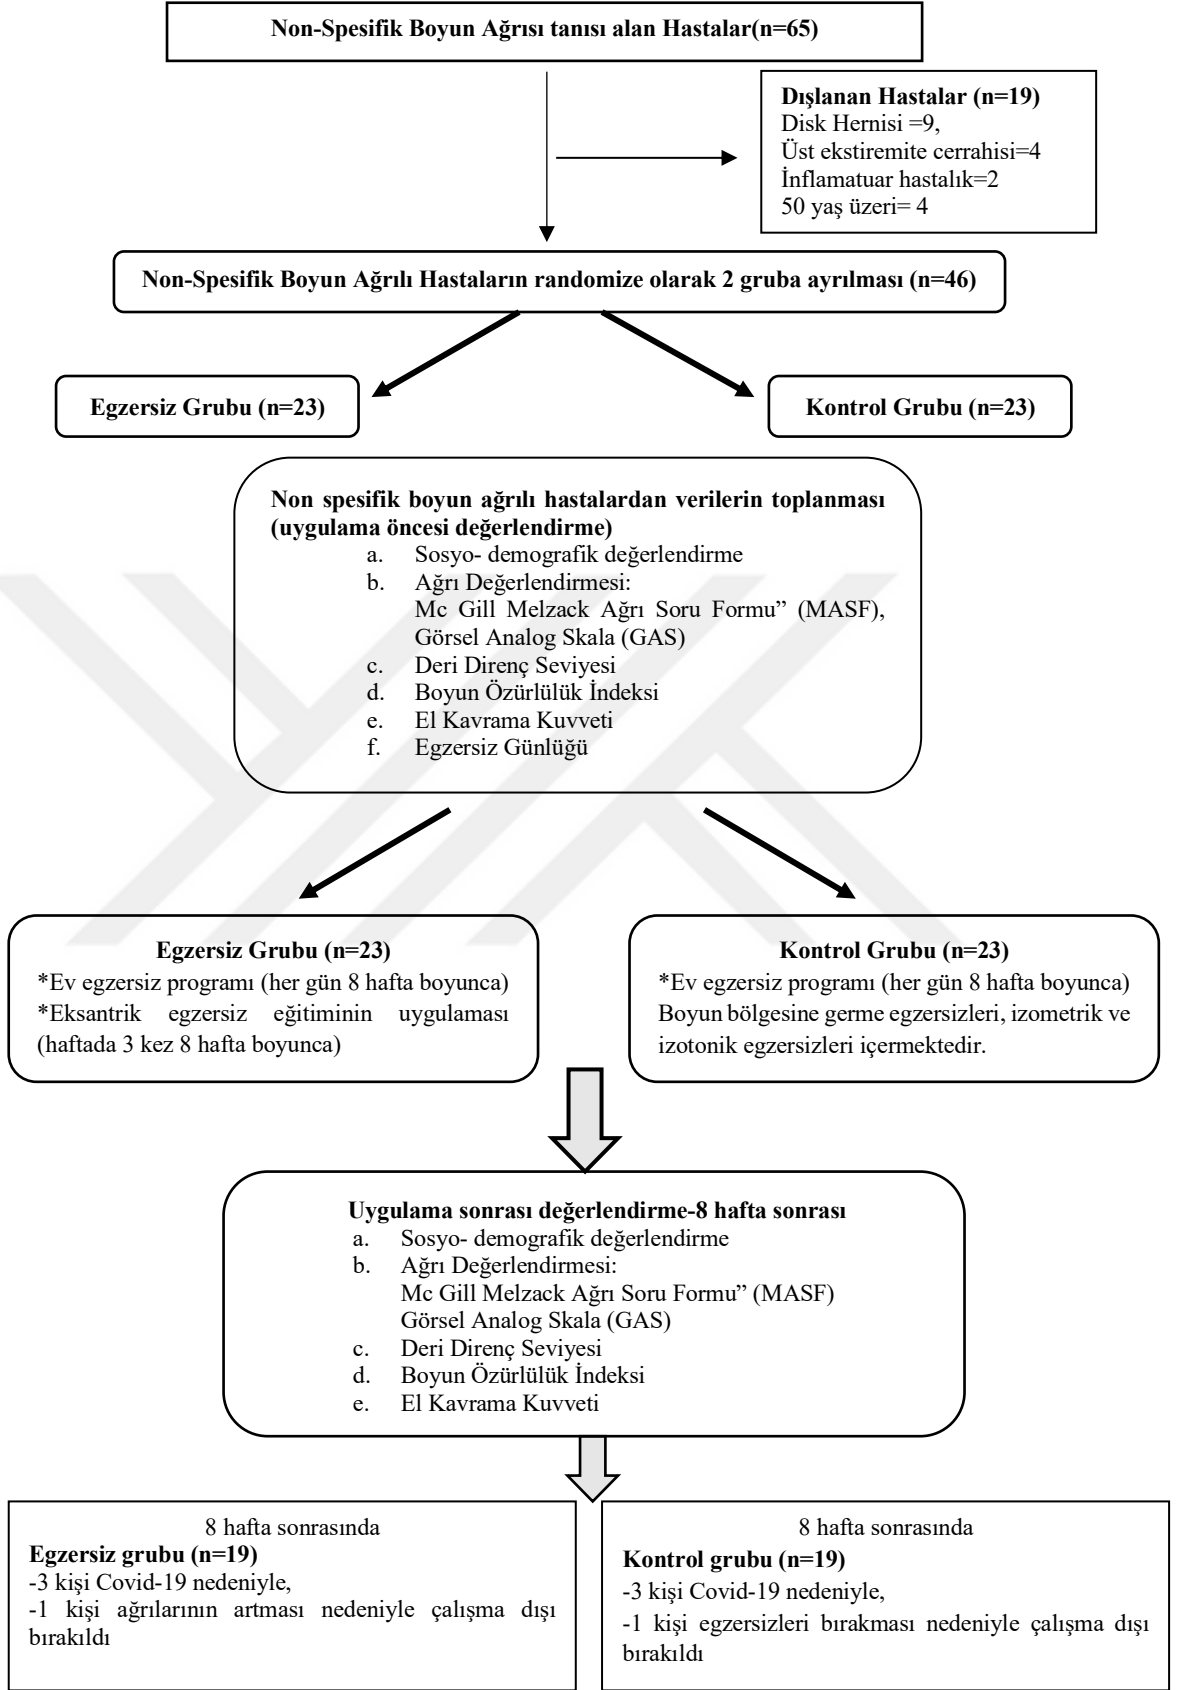 Non-Spesifik Boyun Ağrısı tanısı alan Hastalar(n=65)
Dışlanan Hastalar (n=19)
Disk Hernisi =9,
Üst ekstiremite cerrahisi=4
İnflamatuar hastalık=2
50 yaş üzeri= 4
Non-Spesifik Boyun Ağrılı Hastaların randomize olarak 2 gruba ayrılması (n=46)
Egzersiz Grubu (n=23)
Kontrol Grubu (n=23)
Non spesifik boyun ağrılı hastalardan verilerin toplanması
(uygulama öncesi değerlendirme)
a. Sosyo- demografik değerlendirme
b. Ağrı Değerlendirmesi:
Mc Gill Melzack Ağrı Soru Formu” (MASF),
Görsel Analog Skala (GAS)
c. Deri Direnç Seviyesi
d. Boyun Özürlülük İndeksi
e. El Kavrama Kuvveti
f. Egzersiz Günlüğü
Egzersiz Grubu (n=23)
*Ev egzersiz programı (her gün 8 hafta boyunca)
*Eksantrik egzersiz eğitiminin uygulaması
(haftada 3 kez 8 hafta boyunca)
Kontrol Grubu (n=23)
*Ev egzersiz programı (her gün 8 hafta boyunca)
Boyun bölgesine germe egzersizleri, izometrik ve
izotonik egzersizleri içermektedir.
Uygulama sonrası değerlendirme-8 hafta sonrası
a. Sosyo- demografik değerlendirme
b. Ağrı Değerlendirmesi:
Mc Gill Melzack Ağrı Soru Formu” (MASF)
Görsel Analog Skala (GAS)
c. Deri Direnç Seviyesi
d. Boyun Özürlülük İndeksi
e. El Kavrama Kuvveti
8 hafta sonrasında
Egzersiz grubu (n=19)
-3 kişi Covid-19 nedeniyle,
-1 kişi ağrılarının artması nedeniyle çalışma dışı
bırakıldı
8 hafta sonrasında
Kontrol grubu (n=19)
-3 kişi Covid-19 nedeniyle,
-1 kişi egzersizleri bırakması nedeniyle çalışma dışı
bırakıldı